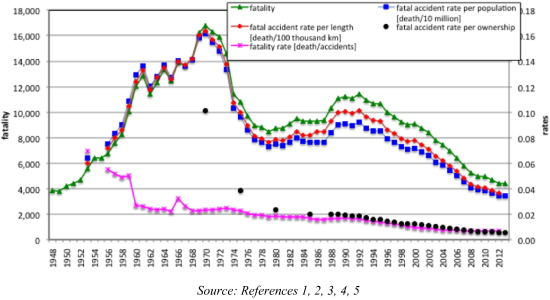 fatality
fatal accident rate per population
[death/10 million]
fatal accident rate per length
[death/100 thousand km]
fatal accident rate per ownership
fatality rate [death/accidents]
0.18
0.16
0.14
0.12
0.10
0.08
0.06
0.04
0.02
0.00
rates
18,000
16,000
14,000
12,000
10,000
8,000
6,000
4,000
2,000
0
fatality
1948 1950 1952 1954 1956 1958 1960 1962 1964 1966 1968 1970 1972 1974 1976 1978 1980 1982 1984 1986 1988 1990 1992 1994 1996 1998 2000 2002 2004 2006 2008 2010 2012
Source: References 1, 2, 3, 4, 5